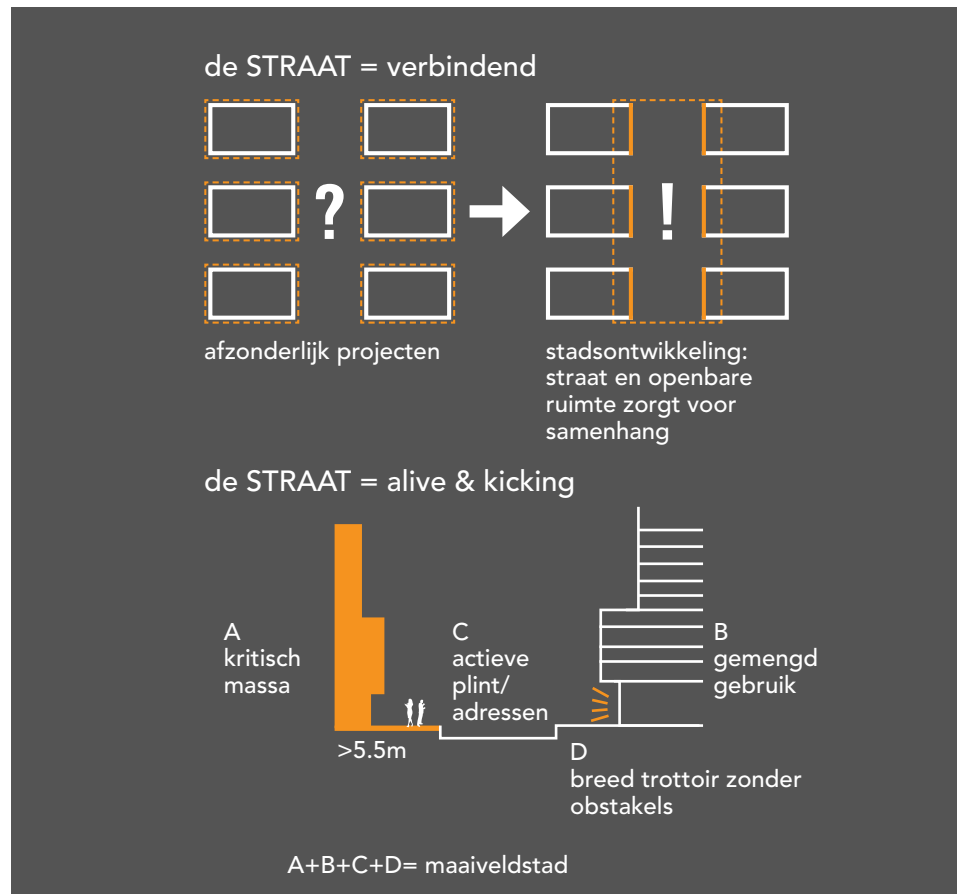 de STRAAT = verbindend
?
!
afzonderlijk projecten
stadsontwikkeling:
straat en openbare
ruimte zorgt voor
samenhang
de STRAAT = alive & kicking
A
kritisch
massa
C
actieve
plint/
adressen
B
gemengd
gebruik
>5.5m
D
breed trottoir zonder
obstakels
A+B+C+D= maaiveldstad